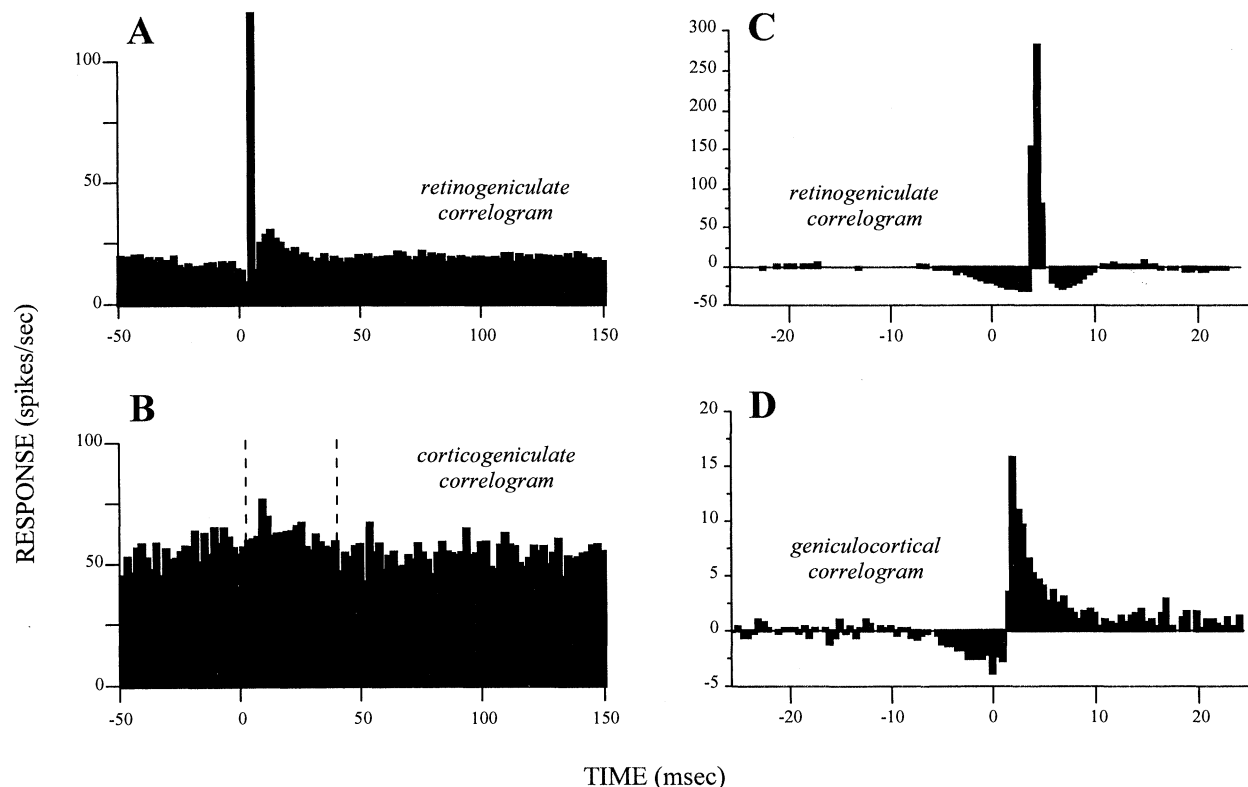 A
100
50
0
-50
0
50
100
150
retinogeniculate
correlogram
B
100
50
0
-50
0
50
100
150
corticogeniculate
correlogram
C
300
250
200
150
100
50
0
-50
-20
-10
0
10
20
retinogeniculate
correlogram
D
20
15
10
5
0
-5
-20
-10
0
10
20
geniculocortical
correlogram
RESPONSE (spikes/sec)
TIME (msec)